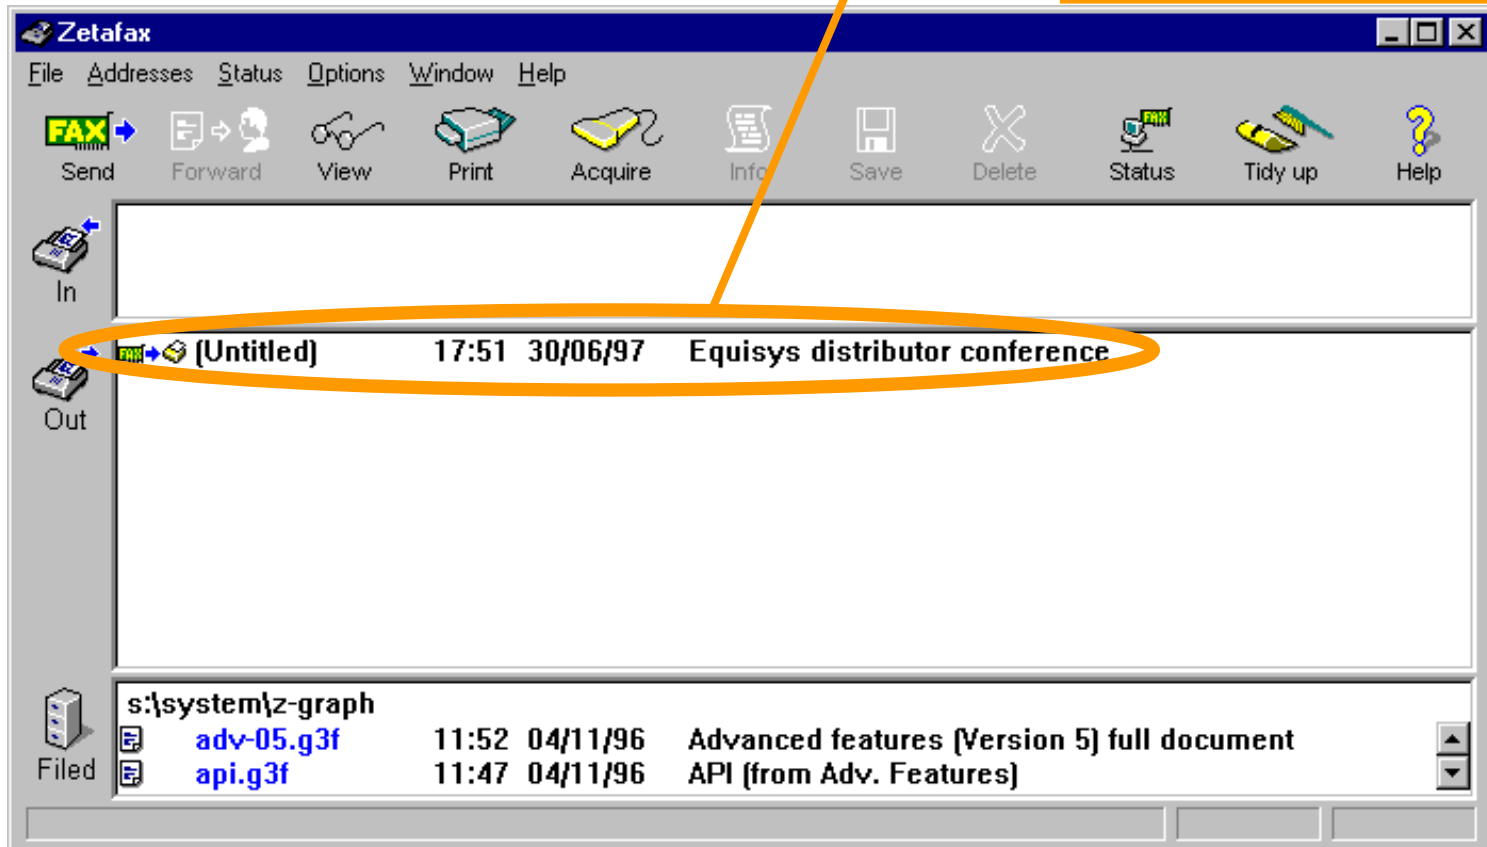 Zetafax
File Addresses Status Options Window Help
FAX FAX
Send Forward View Print Acquire Info Save Delete Status Tidy up Help
In
FAX (Untitled) 17:51 30/06/97 Equisys distributor conference
Out
s:\system\z-graph
adv-05.g3f 11:52 04/11/96 Advanced features (Version 5) full document
Filed api.g3f 11:47 04/11/96 API (from Adv. Features)